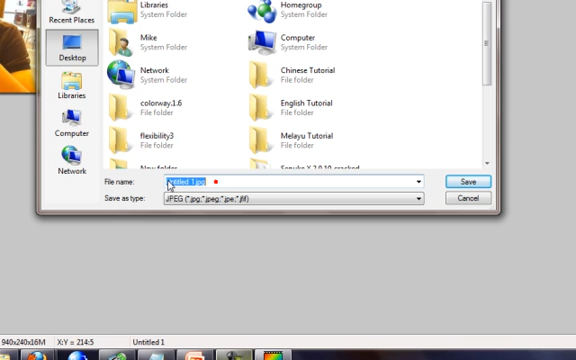 Recent Places
Libraries
System Folder
Homegroup
System Folder
Desktop
Mike
System Folder
Computer
System Folder
Network
System Folder
Chinese Tutorial
File folder
Libraries
colorway.1.6
File folder
English Tutorial
File folder
Computer
flexibility3
File folder
Melayu Tutorial
File folder
Network
File name:
Untitled 1.jpg
Save
Save as type:
JPEG (*.jpg;*.jpeg;*.jpe;*.jfif)
Cancel
940x240x16M
X:Y = 214:5
Untitled 1